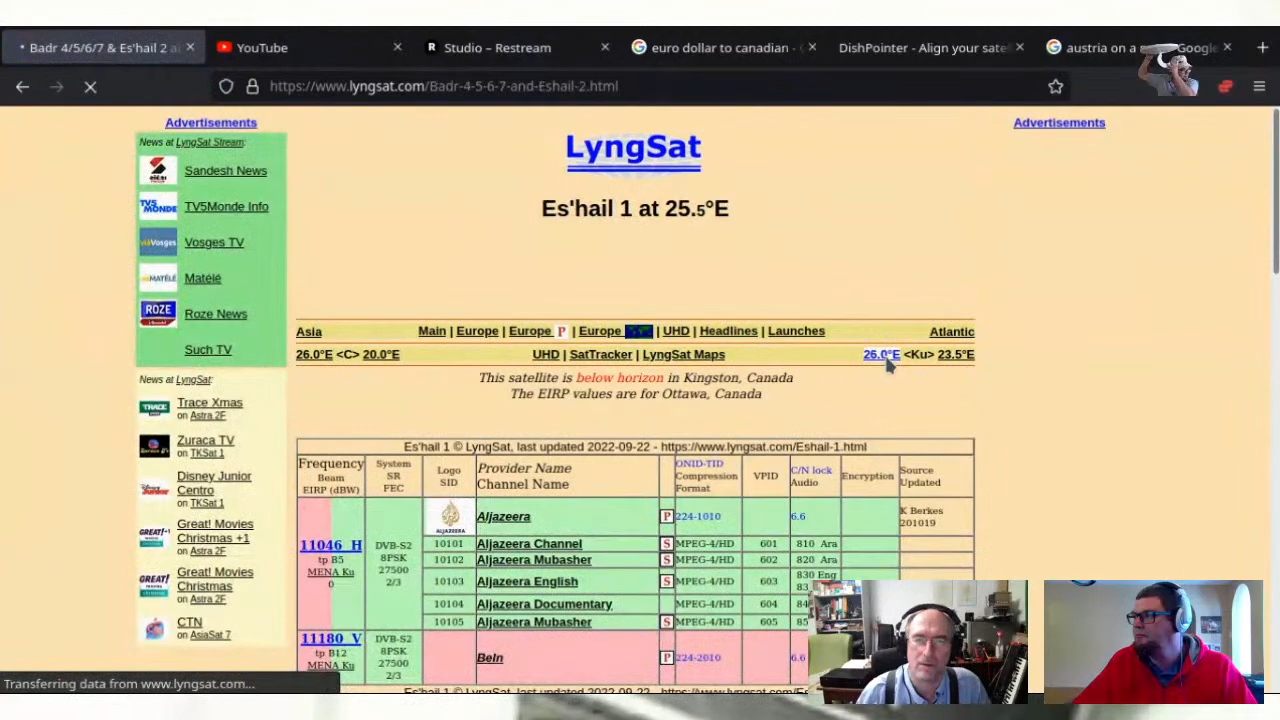 Badr 4/5/6/7 & Es'hail 2 a
YouTube
Studio – Restream
euro dollar to canadian -
DishPointer - Align your sate
austria on a
Google
https://www.lyngsat.com/Badr-4-5-6-7-and-Eshail-2.html
Advertisements
News at LyngSat Stream:
Sandesh News
TV5MONDE
TV5Monde Info
viàVosges
Vosges TV
MATÉLÉ
Matélé
ROZE
Roze News
Such TV
News at LyngSat:
TRACE
Trace Xmas
on Astra 2F
Zuraca TV
on TKSat 1
Disney Junior
Centro
on TKSat 1
GREAT!
Great! Movies
Christmas +1
on Astra 2F
GREAT!
Great! Movies
Christmas
on Astra 2F
CTN
on AsiaSat 7
Transferring data from www.lyngsat.com...
LyngSat
Es'hail 1 at 25.5°E
Asia
Main | Europe | Europe P | Europe | UHD | Headlines | Launches
Atlantic
26.0°E <C> 20.0°E
UHD | SatTracker | LyngSat Maps
26.0°E <Ku> 23.5°E
This satellite is below horizon in Kingston, Canada
The EIRP values are for Ottawa, Canada
Es'hail 1 © LyngSat, last updated 2022-09-22 - https://www.lyngsat.com/Eshail-1.html
Frequency
Beam
EIRP (dBW)
System
SR
FEC
Logo
SID
Provider Name
Channel Name
ONID-TID
Compression
Format
VPID
C/N lock
Audio
Encryption
Source
Updated
11046 H
tp B5
MENA Ku
0
DVB-S2
8PSK
27500
2/3
ALJAZEERA
Aljazeera
P
224-1010
6.6
K Berkes
201019
10101 Aljazeera Channel S MPEG-4/HD 601 810 Ara
10102 Aljazeera Mubasher S MPEG-4/HD 602 820 Ara
10103 Aljazeera English S MPEG-4/HD 603 830 Eng
10104 Aljazeera Documentary MPEG-4/HD 604
10105 Aljazeera Mubasher S MPEG-4/HD 605
11180 V
tp B12
MENA Ku
DVB-S2
8PSK
27500
2/3
BeIn
P
224-2010
6.6
Advertisements